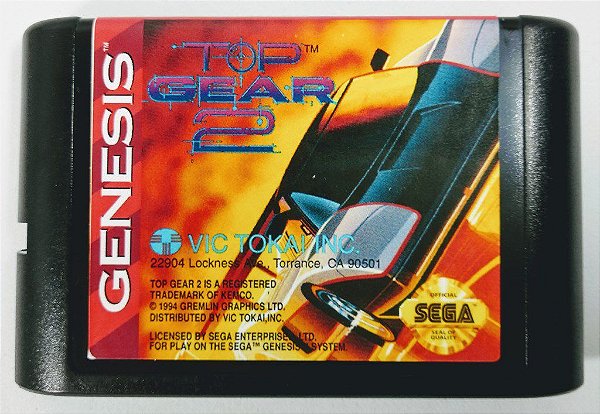 GENESIS™
TOP™
GEAR
2
VIC TOKAI INC.
22904 Lockness Ave., Torrance, CA 90501
TOP GEAR 2 IS A REGISTERED
TRADEMARK OF KEMCO.
© 1994 GREMLIN GRAPHICS LTD.
DISTRIBUTED BY VIC TOKAI,INC.
LICENSED BY SEGA ENTERPRISES, LTD.
FOR PLAY ON THE SEGA™ GENESIS™ SYSTEM.
OFFICIAL
SEGA
SEAL OF
QUALITY